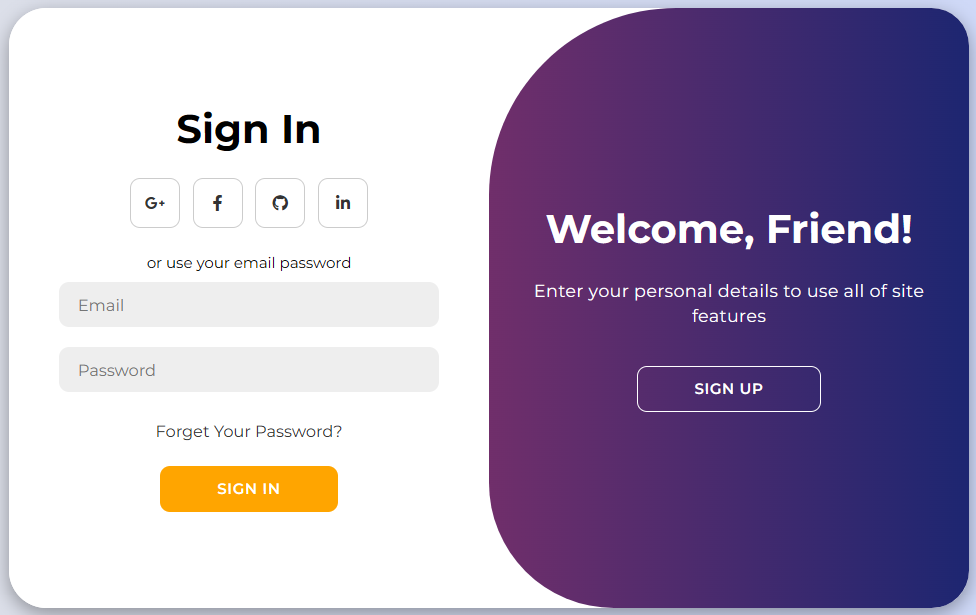 Sign In
G+
f
in
or use your email password
Email
Password
Forget Your Password?
SIGN IN
Welcome, Friend!
Enter your personal details to use all of site
features
SIGN UP